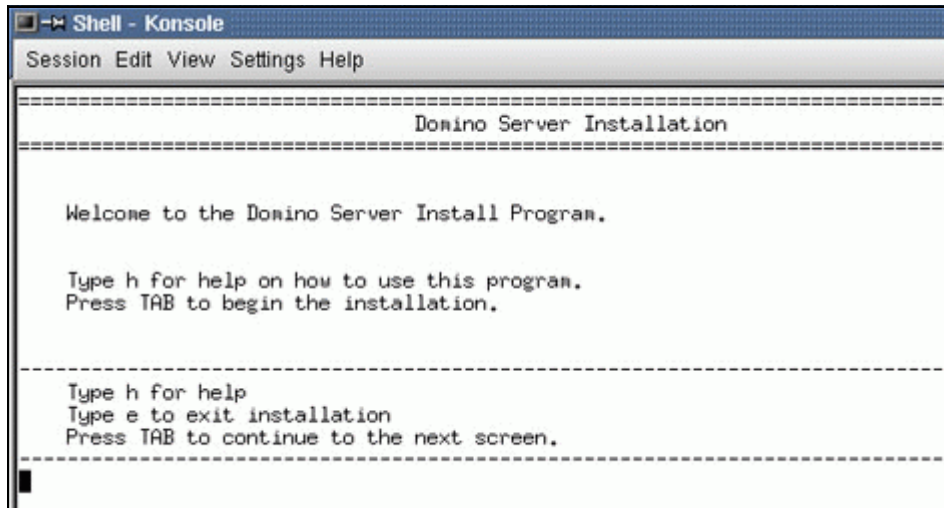 Shell - Konsole
Session Edit View Settings Help
Domino Server Installation
Welcome to the Domino Server Install Program.
Type h for help on how to use this program.
Press TAB to begin the installation.
Type h for help
Type e to exit installation
Press TAB to continue to the next screen.